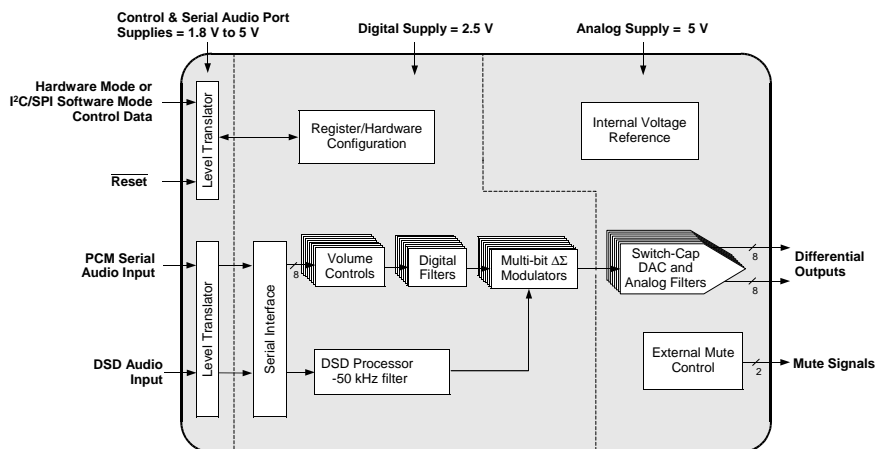 Control & Serial Audio Port
Supplies = 1.8 V to 5 V
Digital Supply = 2.5 V
Analog Supply = 5 V
Hardware Mode or
I²C/SPI Software Mode
Control Data
Reset
Level Translator
Register/Hardware
Configuration
Internal Voltage
Reference
PCM Serial
Audio Input
DSD Audio
Input
Level Translator
Serial Interface
8
Volume
Controls
Digital
Filters
Multi-bit ΔΣ
Modulators
Switch-Cap
DAC and
Analog Filters
8
8
Differential
Outputs
DSD Processor
-50 kHz filter
External Mute
Control
2
Mute Signals